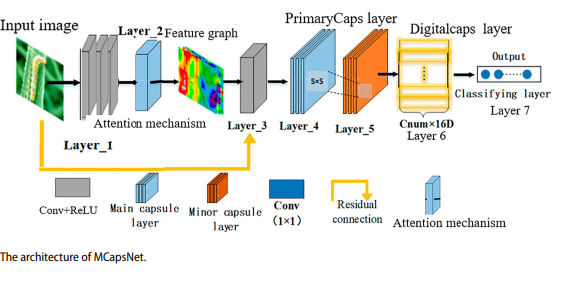 Input image
Layer_2 Feature graph
PrimaryCaps layer
Digitalcaps layer
5×5
Output
Classifying layer
Layer 7
Attention mechanism
Layer_3
Layer_4
Layer_5
Cnum×16D
Layer 6
Layer_1
Conv+ReLU
Main capsule
layer
Minor capsule
layer
Conv
(1×1)
Residual
connection
Attention mechanism
The architecture of MCapsNet.